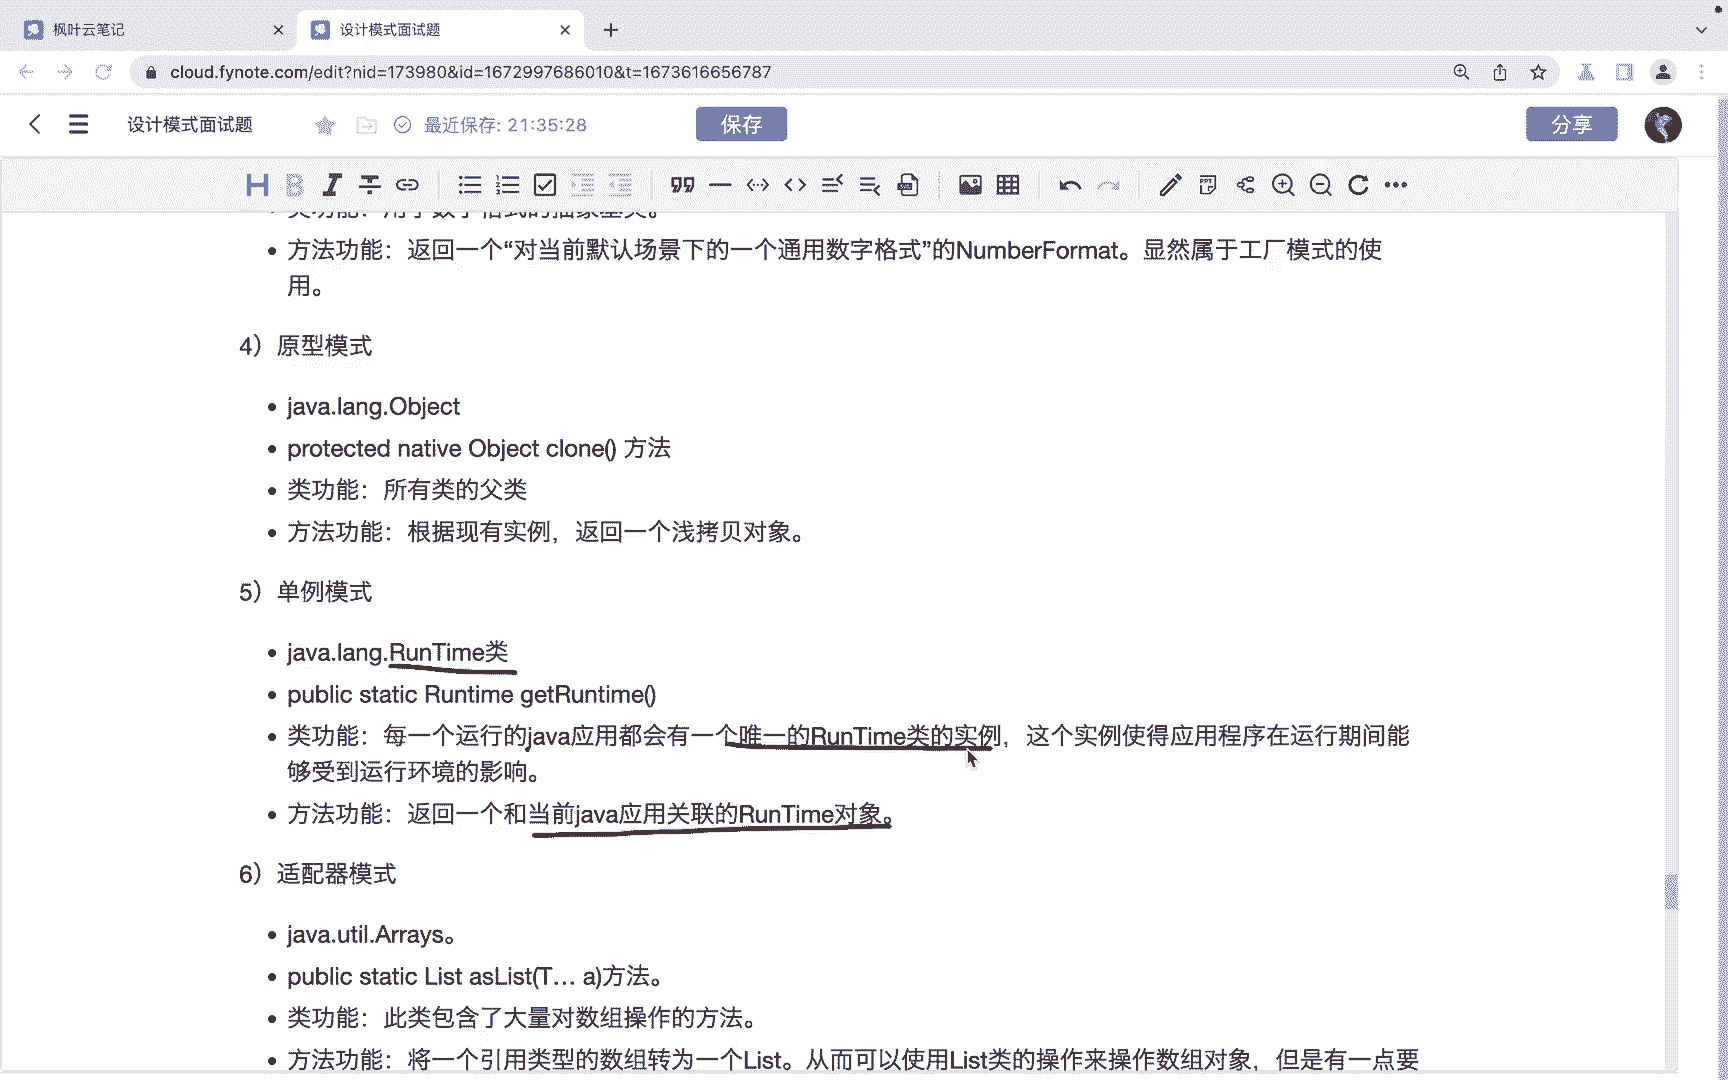 枫叶云笔记
设计模式面试题
cloud.fynote.com/edit?nid=173980&id=1672997686010&t=1673616656787
设计模式面试题
最近保存: 21:35:28
保存
分享
H B I
类功能：用于数字格式的抽象基类。
方法功能：返回一个“对当前默认场景下的一个通用数字格式”的NumberFormat。显然属于工厂模式的使
用。
4）原型模式
java.lang.Object
protected native Object clone() 方法
类功能：所有类的父类
方法功能：根据现有实例，返回一个浅拷贝对象。
5）单例模式
java.lang.RunTime类
public static Runtime getRuntime()
类功能：每一个运行的java应用都会有一个唯一的RunTime类的实例，这个实例使得应用程序在运行期间能
够受到运行环境的影响。
方法功能：返回一个和当前java应用关联的RunTime对象。
6）适配器模式
java.util.Arrays。
public static List asList(T… a)方法。
类功能：此类包含了大量对数组操作的方法。
方法功能：将一个引用类型的数组转为一个List。从而可以使用List类的操作来操作数组对象，但是有一点要